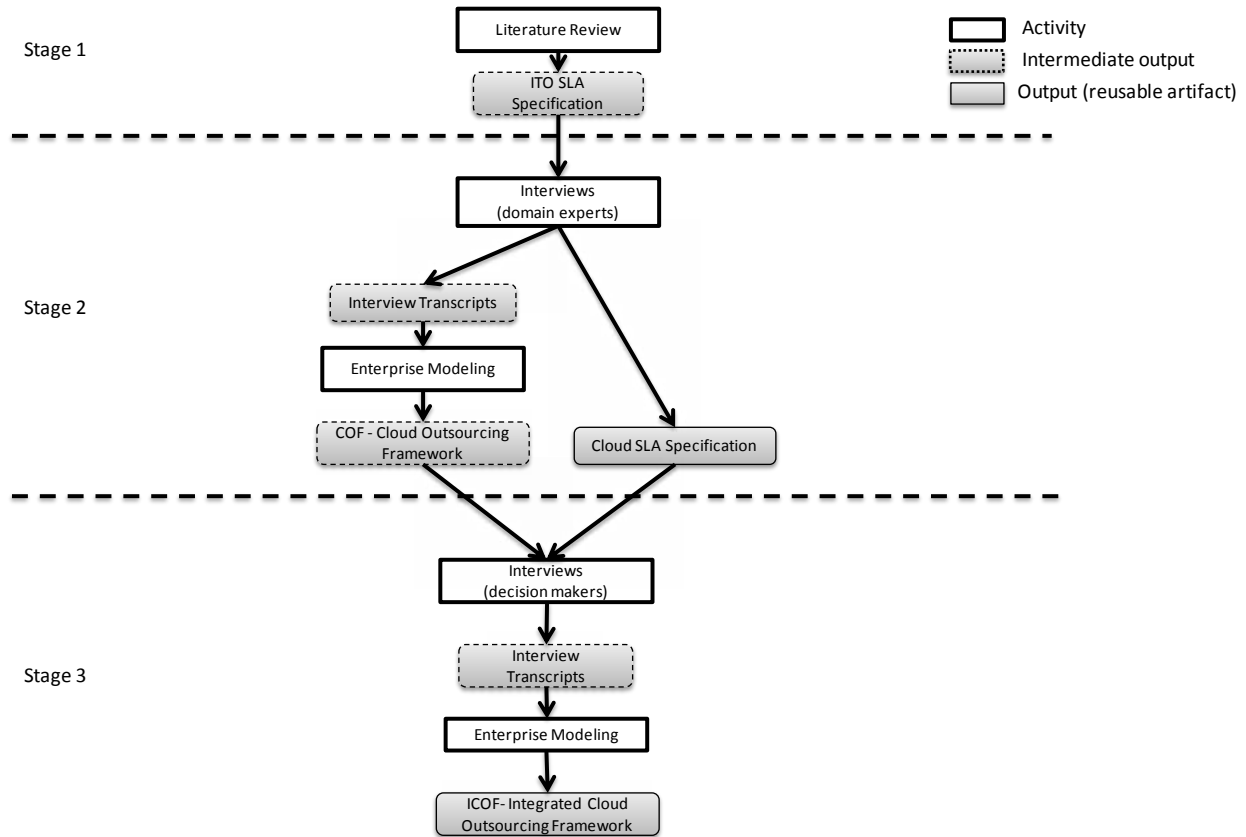 Stage 1
Literature Review
ITO SLA
Specification
Activity
Intermediate output
Output (reusable artifact)
Stage 2
Interviews
(domain experts)
Interview Transcripts
Enterprise Modeling
COF - Cloud Outsourcing
Framework
Cloud SLA Specification
Stage 3
Interviews
(decision makers)
Interview
Transcripts
Enterprise Modeling
ICOF- Integrated Cloud
Outsourcing Framework